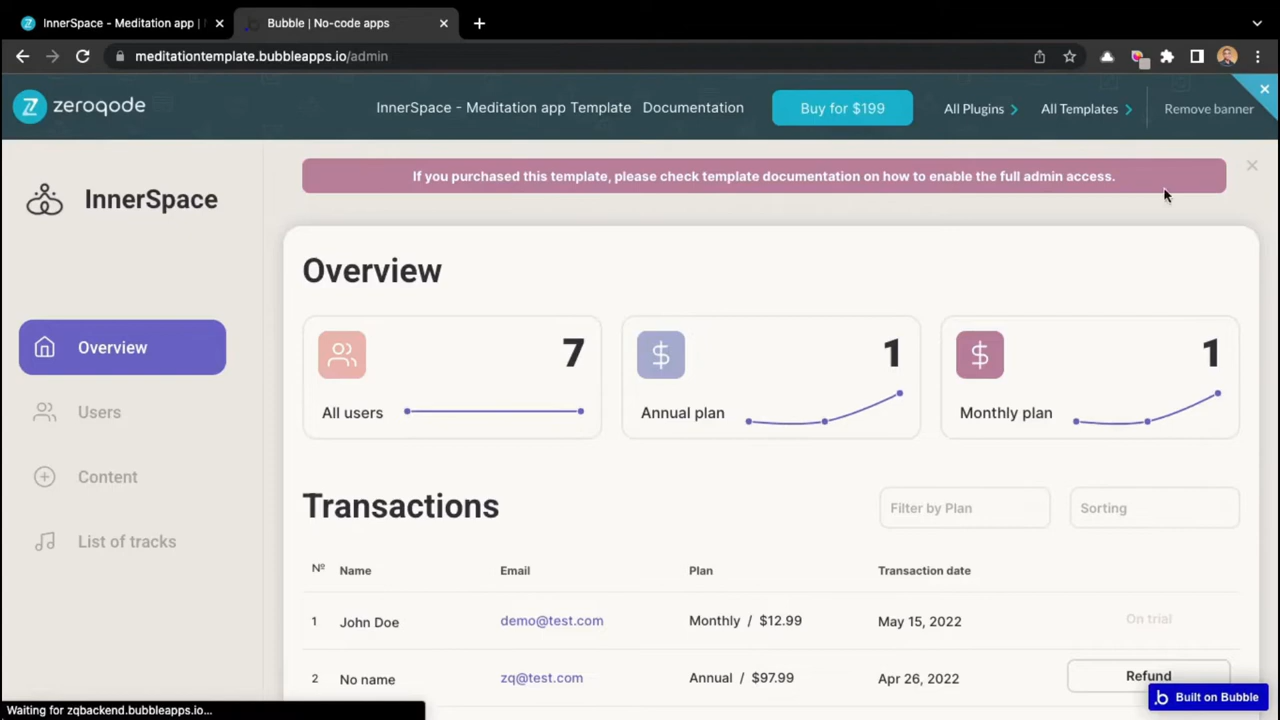 InnerSpace - Meditation app |
Bubble | No-code apps
meditationtemplate.bubbleapps.io/admin
zeroqode
InnerSpace - Meditation app Template
Documentation
Buy for $199
All Plugins
All Templates
Remove banner
InnerSpace
If you purchased this template, please check template documentation on how to enable the full admin access.
Overview
Users
Content
List of tracks
Overview
7
All users
1
Annual plan
1
Monthly plan
Transactions
Filter by Plan
Sorting
Nº Name Email Plan Transaction date
1 John Doe demo@test.com Monthly / $12.99 May 15, 2022 On trial
2 No name zq@test.com Annual / $97.99 Apr 26, 2022 Refund
Built on Bubble
Waiting for zqbackend.bubbleapps.io...